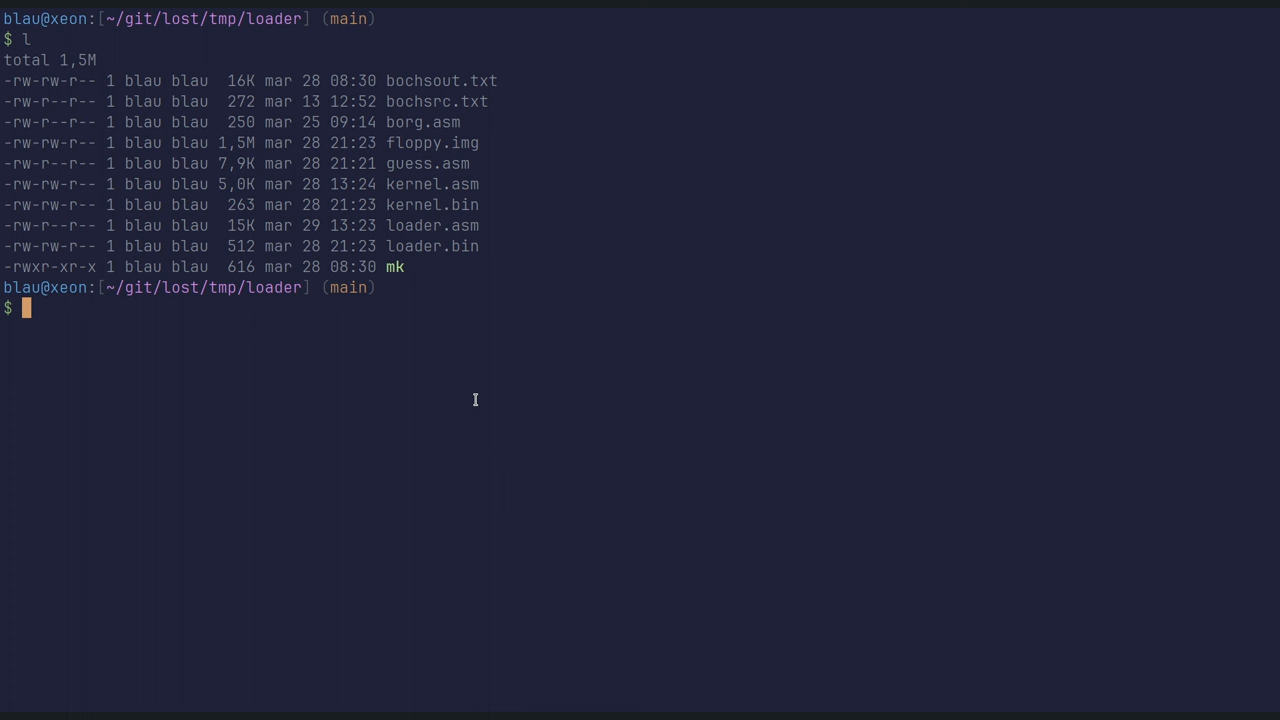 blau@xeon:[~/git/lost/tmp/loader] (main)
$ l
total 1,5M
-rw-rw-r-- 1 blau blau  16K mar 28 08:30 bochsout.txt
-rw-r--r-- 1 blau blau  272 mar 13 12:52 bochsrc.txt
-rw-r--r-- 1 blau blau  250 mar 25 09:14 borg.asm
-rw-rw-r-- 1 blau blau 1,5M mar 28 21:23 floppy.img
-rw-r--r-- 1 blau blau 7,9K mar 28 21:21 guess.asm
-rw-r--r-- 1 blau blau 5,0K mar 28 13:24 kernel.asm
-rw-rw-r-- 1 blau blau  263 mar 28 21:23 kernel.bin
-rw-r--r-- 1 blau blau  15K mar 29 13:23 loader.asm
-rw-rw-r-- 1 blau blau  512 mar 28 21:23 loader.bin
-rwxr-xr-x 1 blau blau  616 mar 28 08:30 mk
blau@xeon:[~/git/lost/tmp/loader] (main)
$